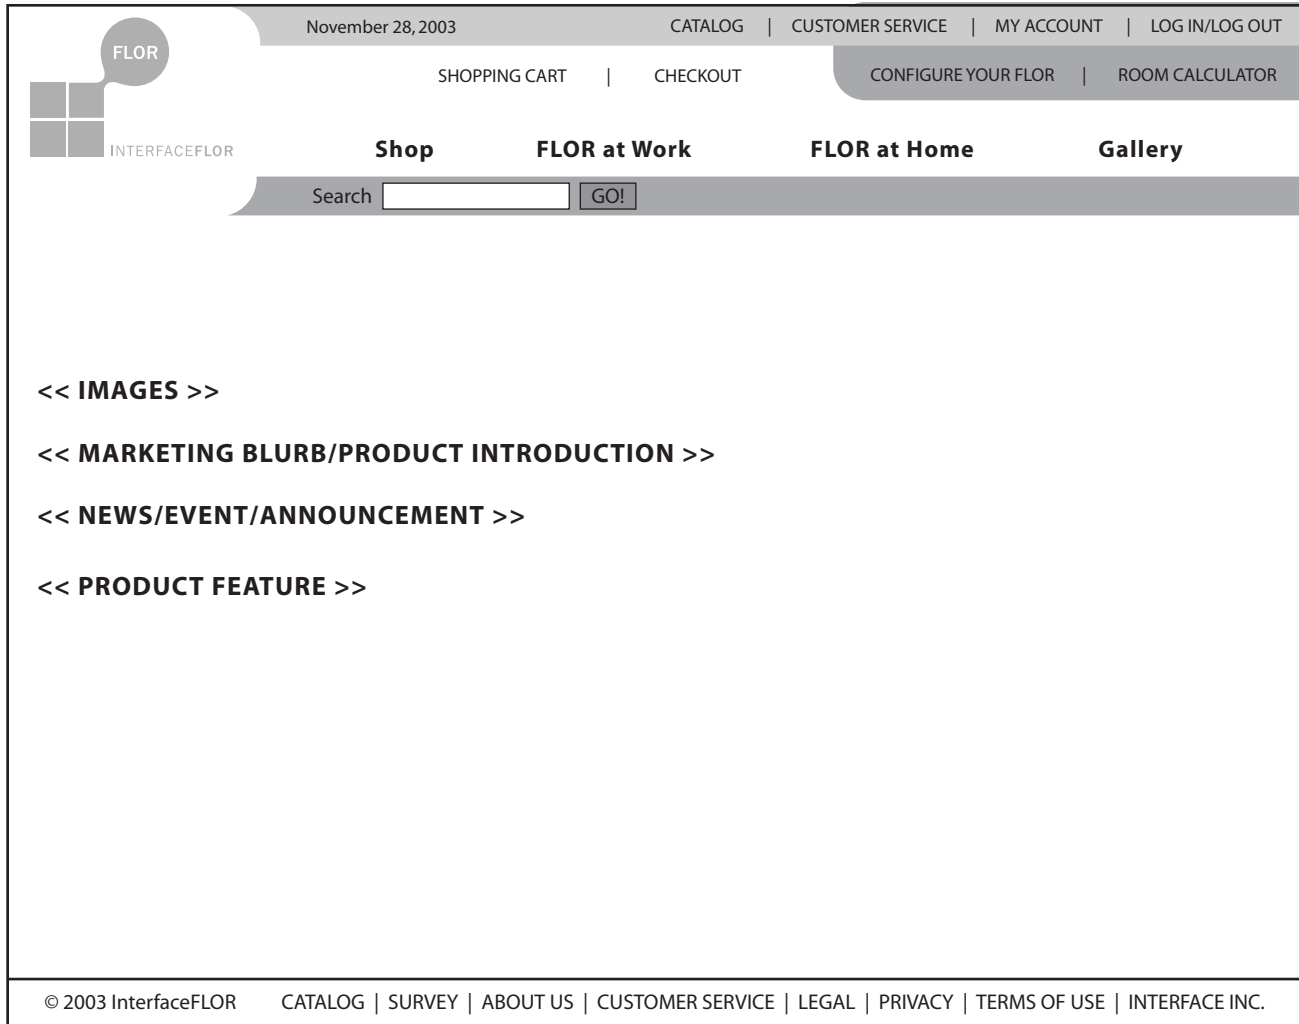 FLOR
INTERFACEFLOR
November 28, 2003 CATALOG | CUSTOMER SERVICE | MY ACCOUNT | LOG IN/LOG OUT
SHOPPING CART | CHECKOUT CONFIGURE YOUR FLOR | ROOM CALCULATOR
Shop FLOR at Work FLOR at Home Gallery
Search GO!
<< IMAGES >>
<< MARKETING BLURB/PRODUCT INTRODUCTION >>
<< NEWS/EVENT/ANNOUNCEMENT >>
<< PRODUCT FEATURE >>
© 2003 InterfaceFLOR CATALOG | SURVEY | ABOUT US | CUSTOMER SERVICE | LEGAL | PRIVACY | TERMS OF USE | INTERFACE INC.